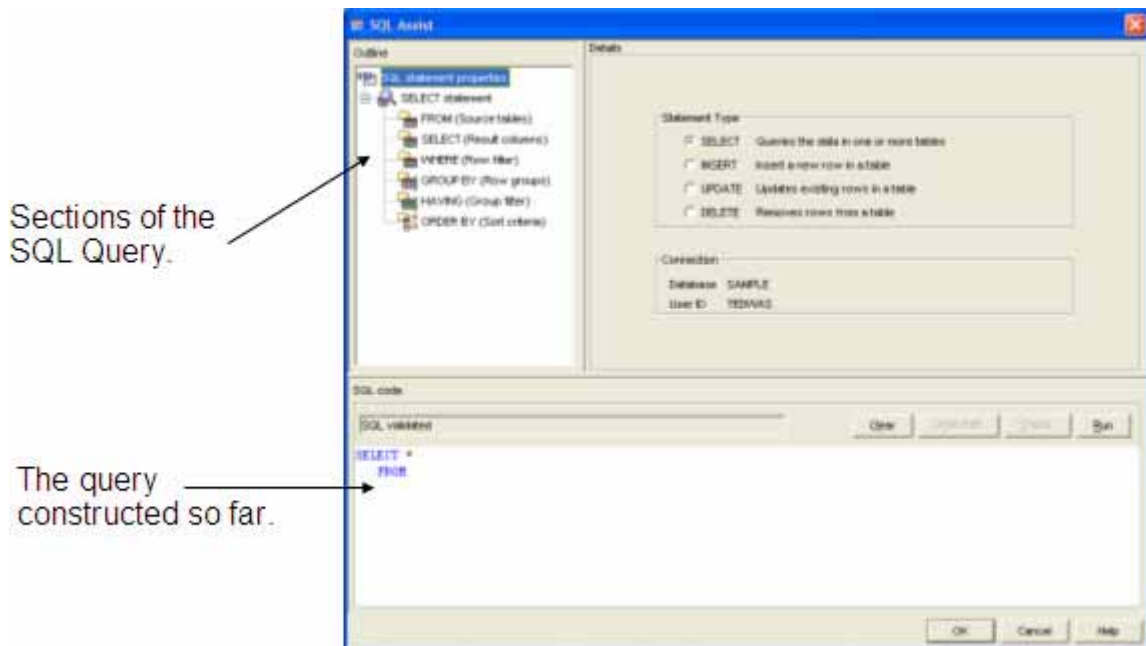 SQL Assist
Outline
SQL statement properties
SELECT statement
FROM (Source tables)
SELECT (Result columns)
WHERE (Row filter)
GROUP BY (Row groups)
HAVING (Group filter)
ORDER BY (Sort criteria)
Details
Statement Type
SELECT Queries the data in one or more tables
INSERT Insert a new row in a table
UPDATE Updates existing rows in a table
DELETE Removes rows from a table
Connection
Database SAMPLE
User ID
Sections of the
SQL Query.
SQL code
SQL validated
Clear
Run
SELECT *
FROM
The query
constructed so far.
OK Cancel Help